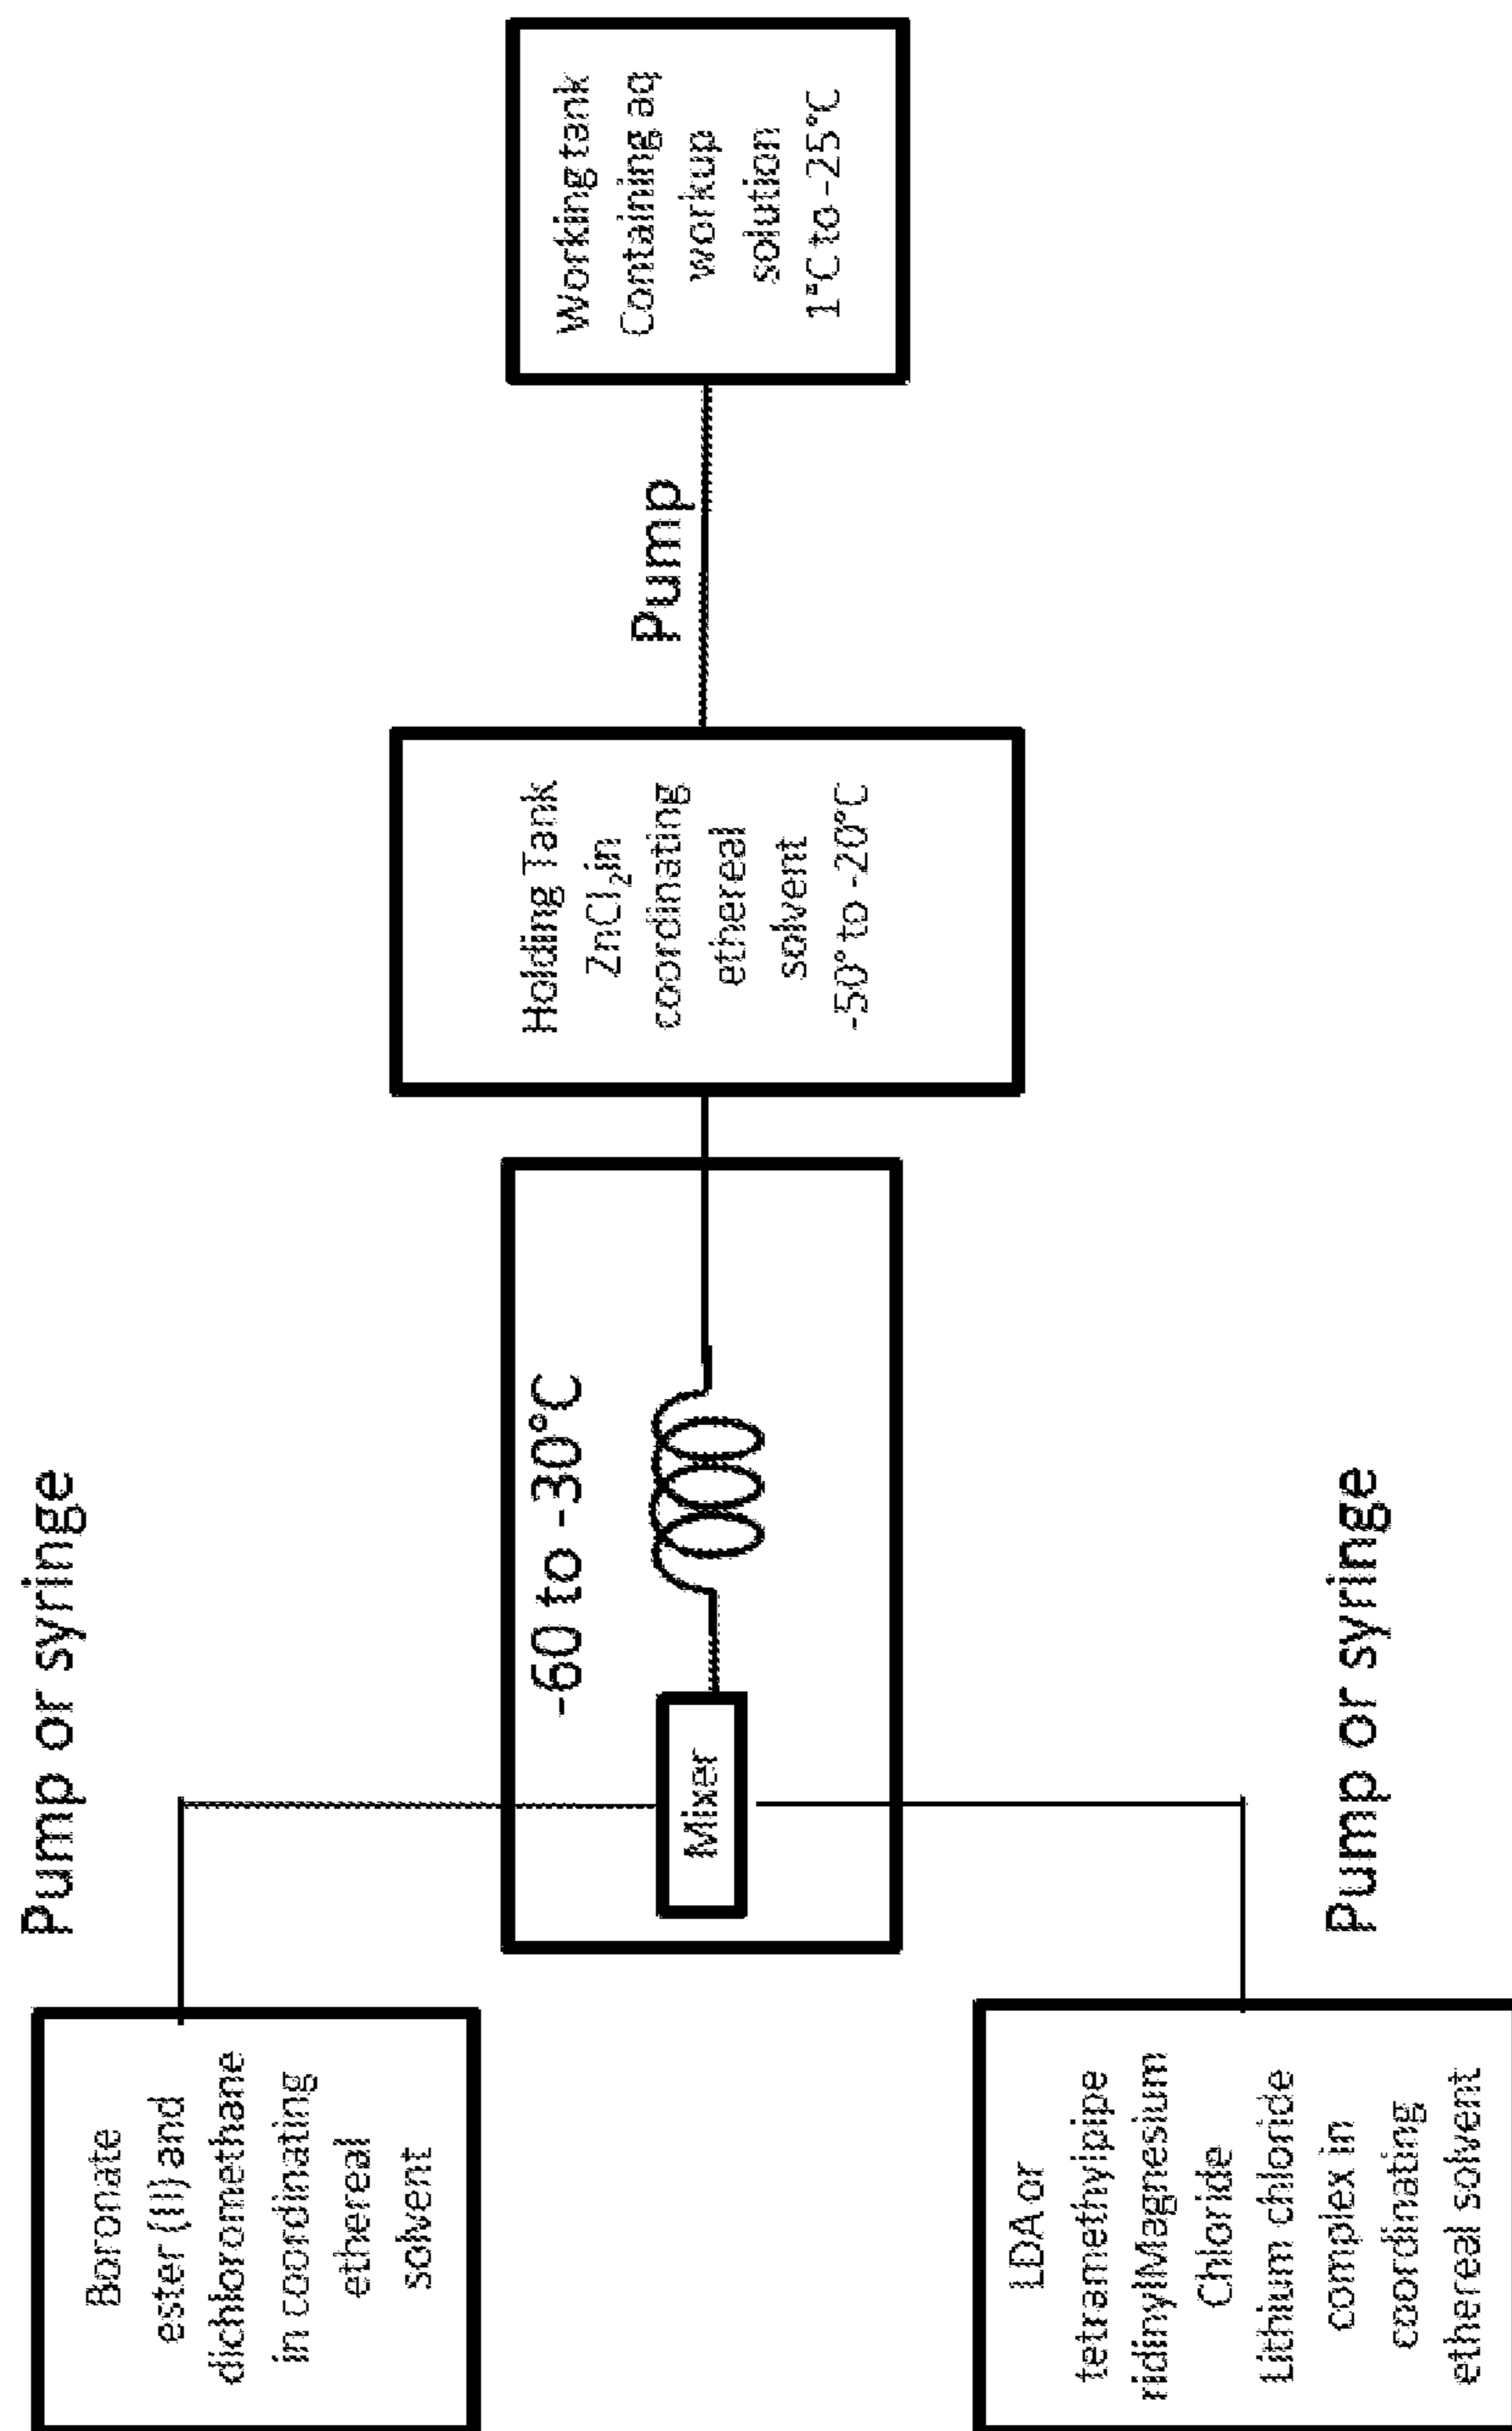 Pump or syringe
Boronate
ester (II) and
dichloromethane
in coordinating
ethereal
solvent
-60 to -30°C
Mixer
Holding Tank
ZnCl₂in
coordinating
ethereal
solvent
-50° to -20°C
Pump
Working tank
Containing aq
workup
solution
1°C to -25°C
LDA or
tetramethylpipe
ridinylMagnesium
Chloride
Lithium chloride
complex in
coordinating
ethereal solvent
Pump or syringe